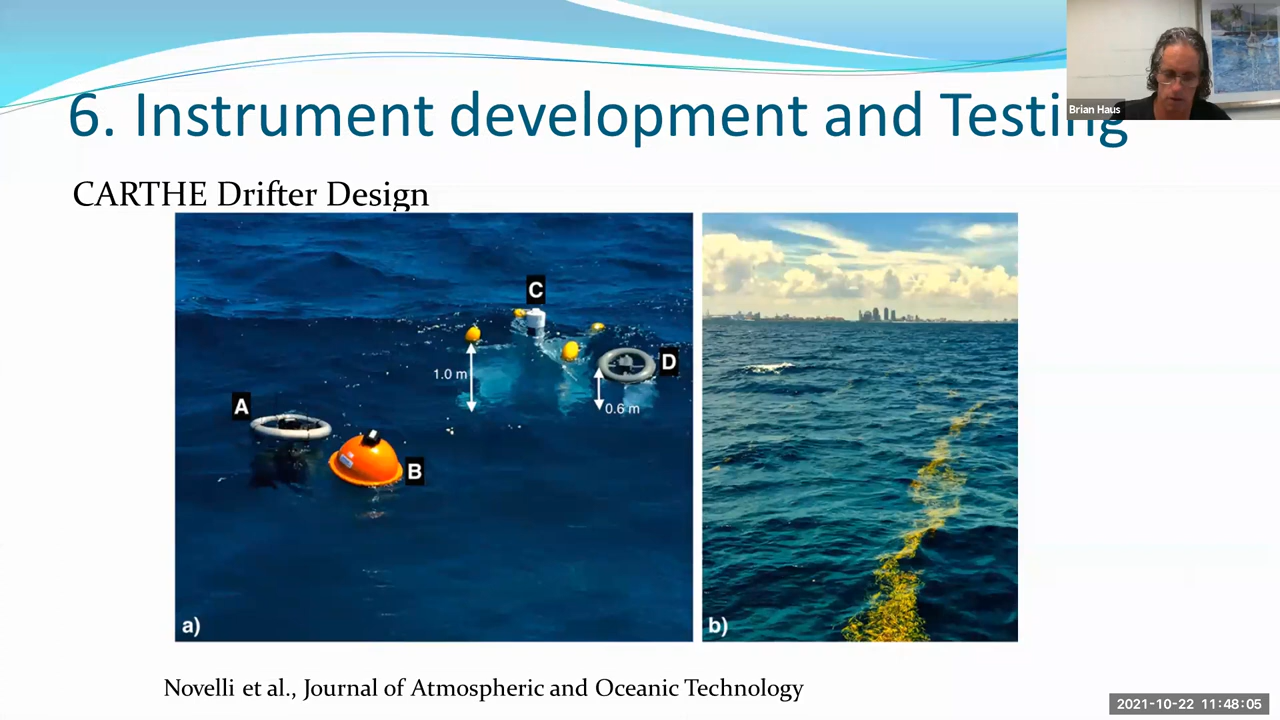 6. Instrument development and Testing
Brian Haus
CARTHE Drifter Design
C
1.0 m
D
0.6 m
A
B
a)
b)
Novelli et al., Journal of Atmospheric and Oceanic Technology
2021-10-22 11:48:05